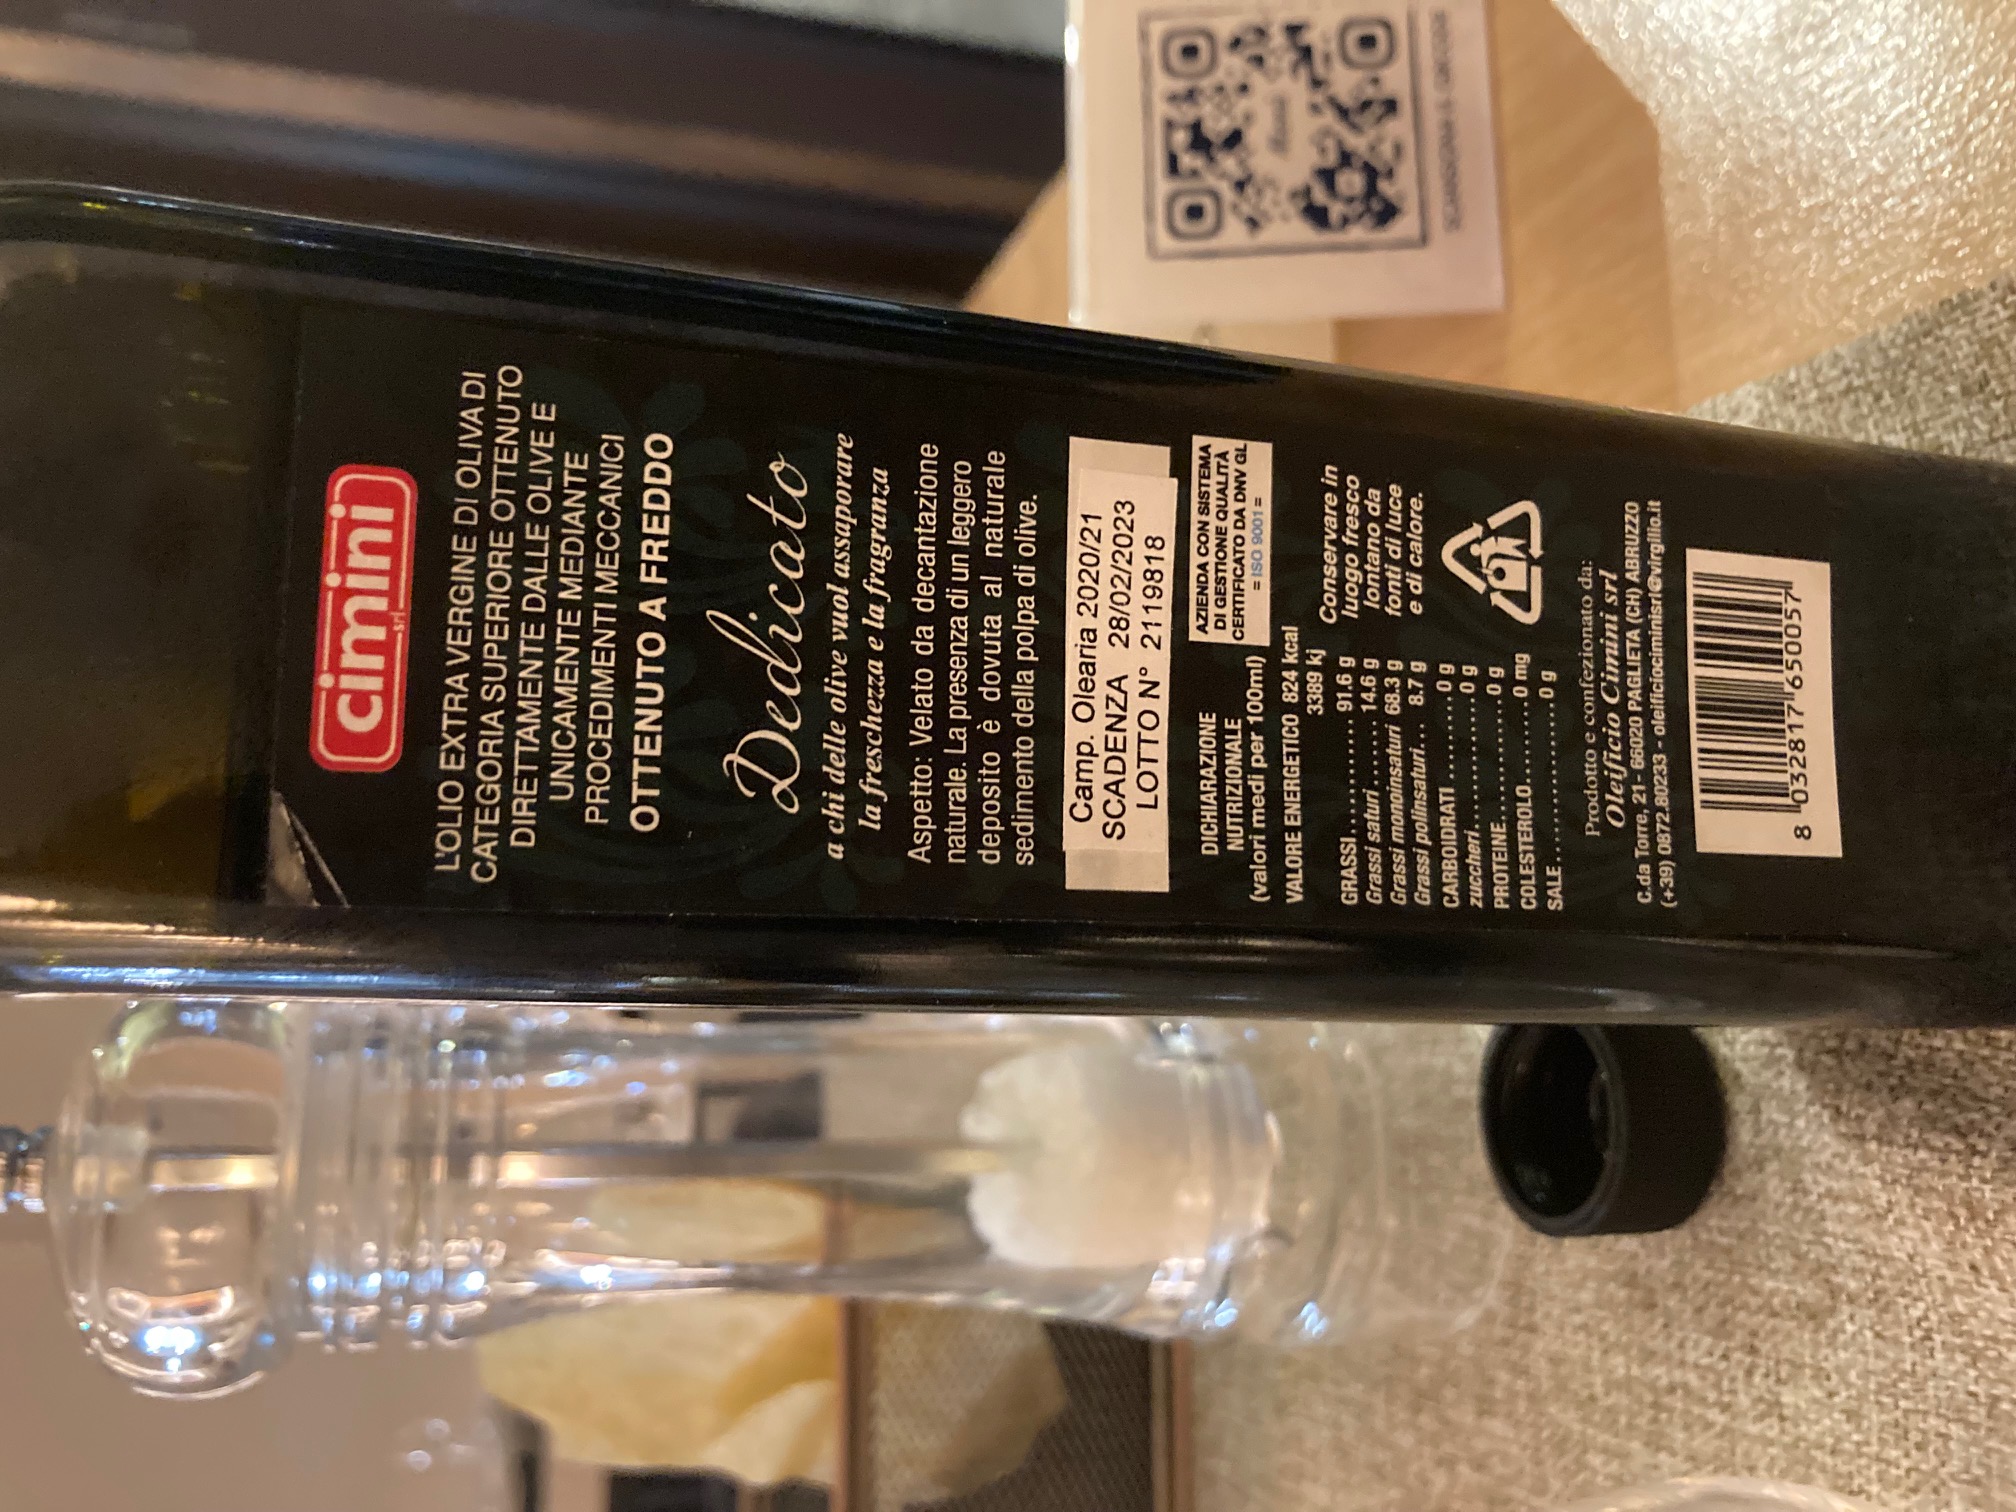 cimini
srl
L'OLIO EXTRA VERGINE DI OLIVA DI
CATEGORIA SUPERIORE OTTENUTO
DIRETTAMENTE DALLE OLIVE E
UNICAMENTE MEDIANTE
PROCEDIMENTI MECCANICI
OTTENUTO A FREDDO
Dedicato
a chi delle olive vuol assaporare
la freschezza e la fragranza
Aspetto: Velato da decantazione
naturale. La presenza di un leggero
deposito è dovuta al naturale
sedimento della polpa di olive.
Camp. Olearia 2020/21
SCADENZA 28/02/2023
LOTTO N° 2119818
DICHIARAZIONE
NUTRIZIONALE
(valori medi per 100ml)
VALORE ENERGETICO 824 kcal
3389 kj
GRASSI.............. 91.6 g
Grassi saturi....... 14.6 g
Grassi monoinsaturi 68.3 g
Grassi polinsaturi... 8.7 g
CARBOIDRATI ........... 0 g
zuccheri................. 0 g
PROTEINE............... 0 g
COLESTEROLO......... 0 mg
SALE.................... 0 g
AZIENDA CON SISTEMA
DI GESTIONE QUALITÀ
CERTIFICATO DA DNV GL
= ISO 9001 =
Conservare in
luogo fresco
lontano da
fonti di luce
e di calore.
Prodotto e confezionato da:
Oleificio Cimini srl
C.da Torre, 21 - 66020 PAGLIETA (CH) ABRUZZO
(+39) 0872.80233 - oleificiociminisrl@virgilio.it
8 032817 650057